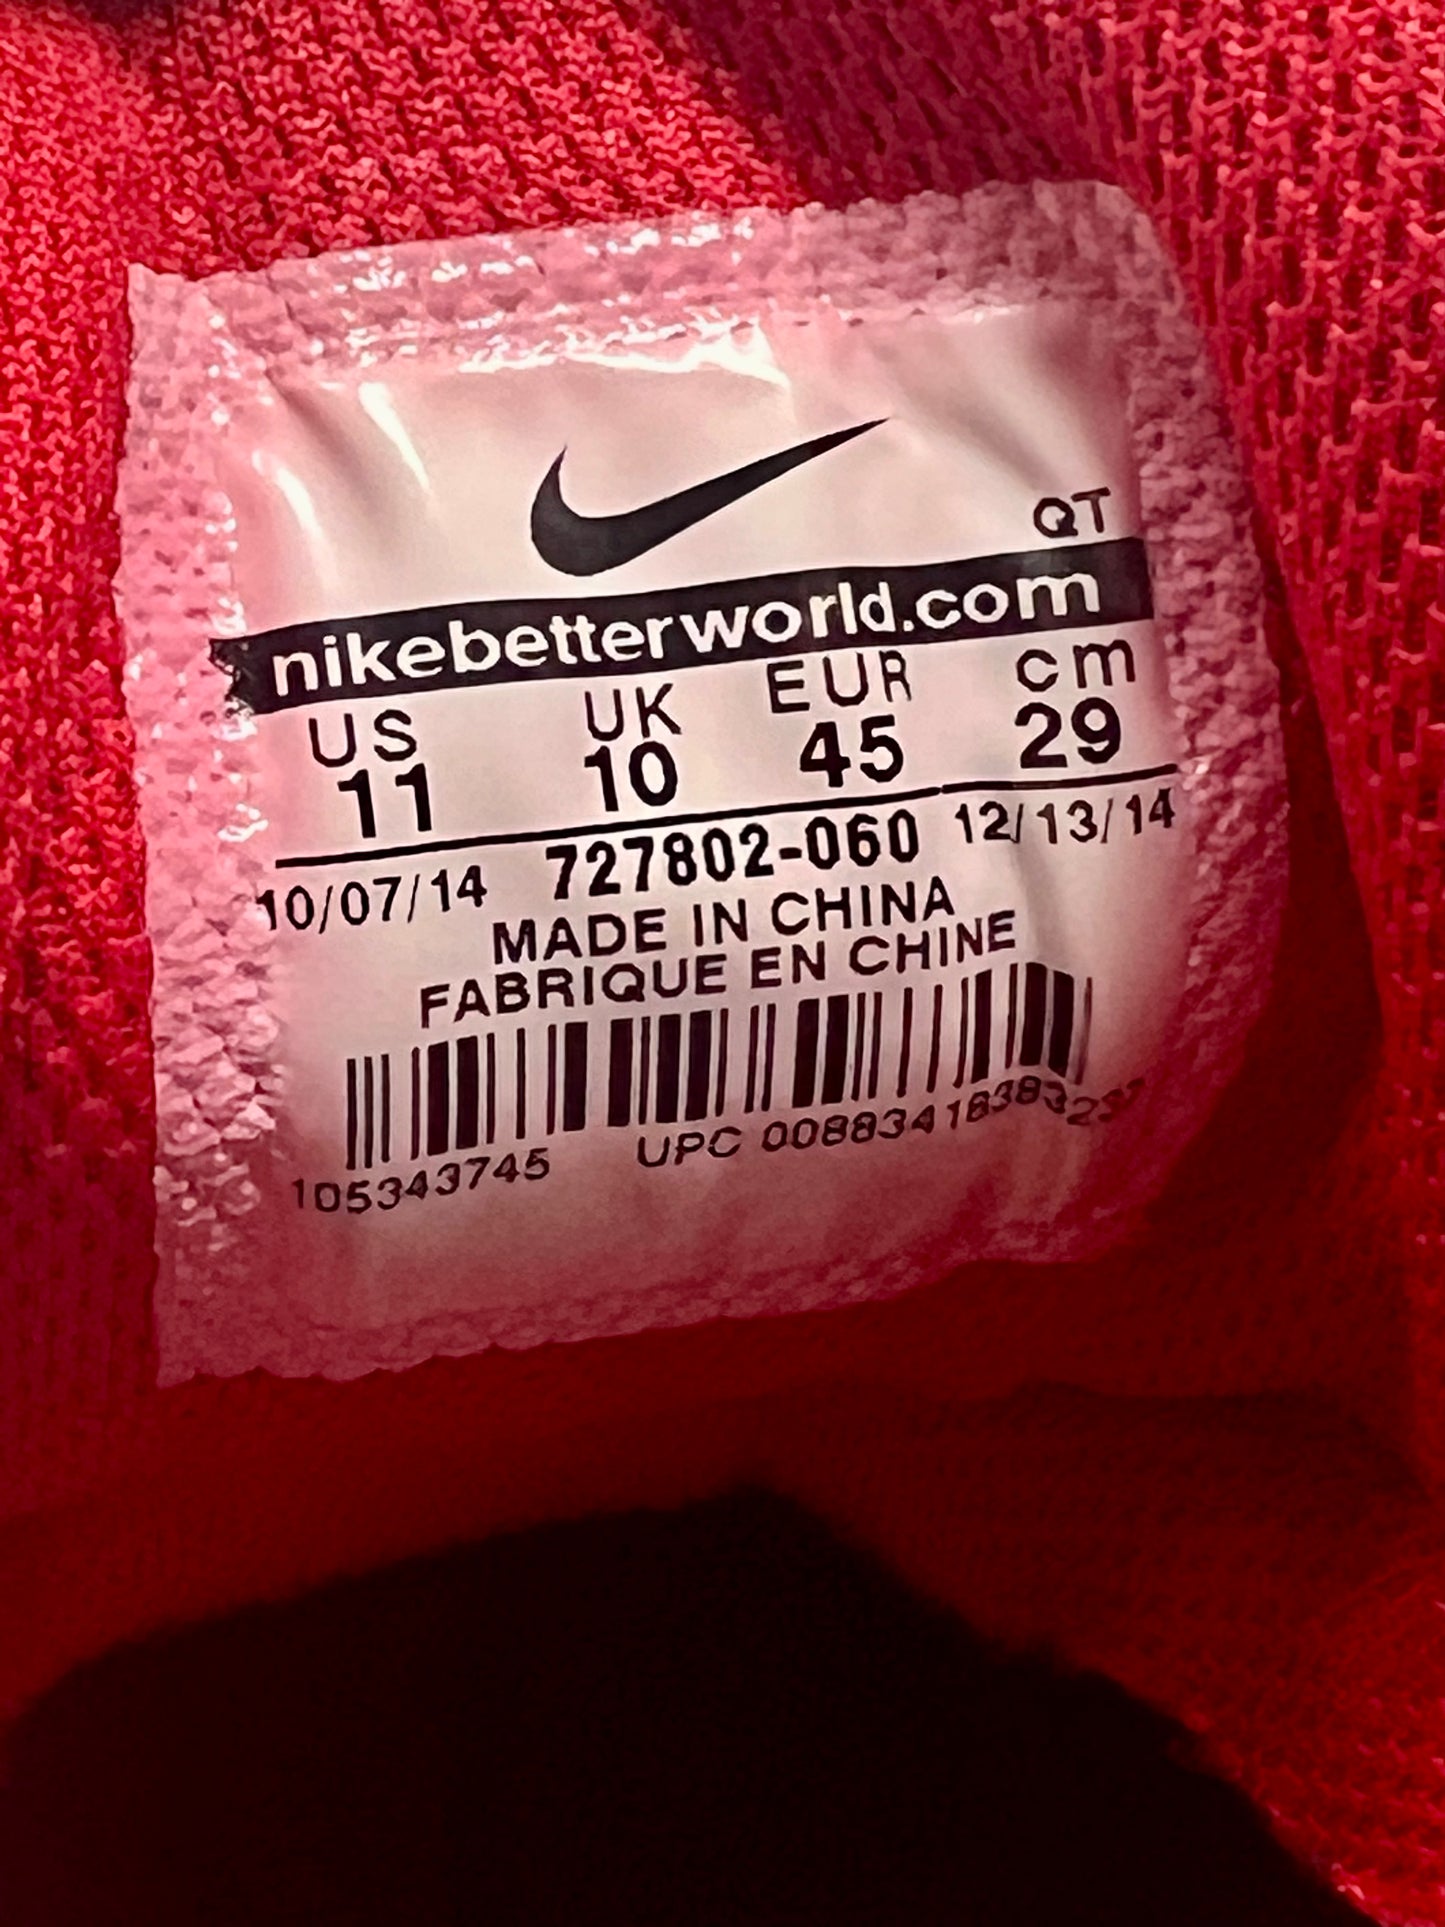 QT
nikebetterworld.com
US UK EUR cm
11 10 45 29
10/07/14 727802-060 12/13/14
MADE IN CHINA
FABRIQUE EN CHINE
105343745 UPC